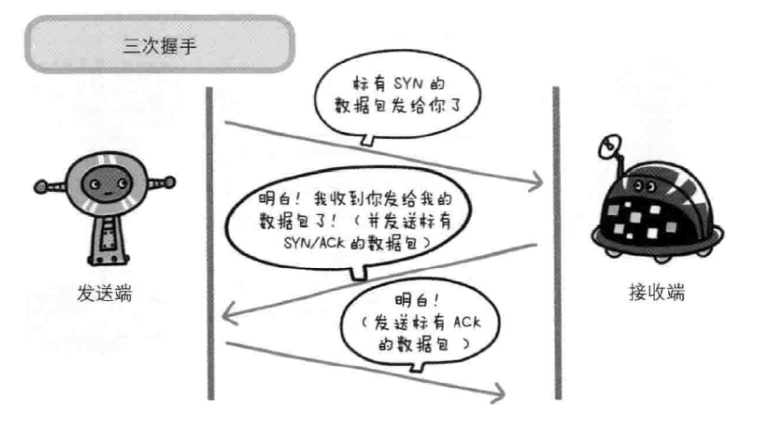 三次握手
标有 SYN 的
数据包发给你了
明白！我收到你发给我的
数据包了！（并发送标有
SYN/ACK 的数据包）
发送端
接收端
明白！
（发送标有 ACK
的数据包 ）